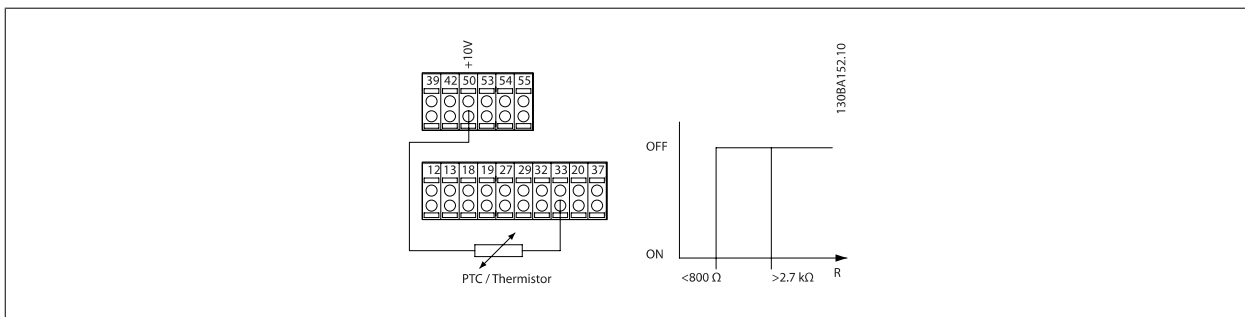 +10V
130BA152.10
39 42 50 53 54 55
OFF
12 13 18 19 27 29 32 33 20 37
ON
<800 Ω >2.7 kΩ R
PTC / Thermistor